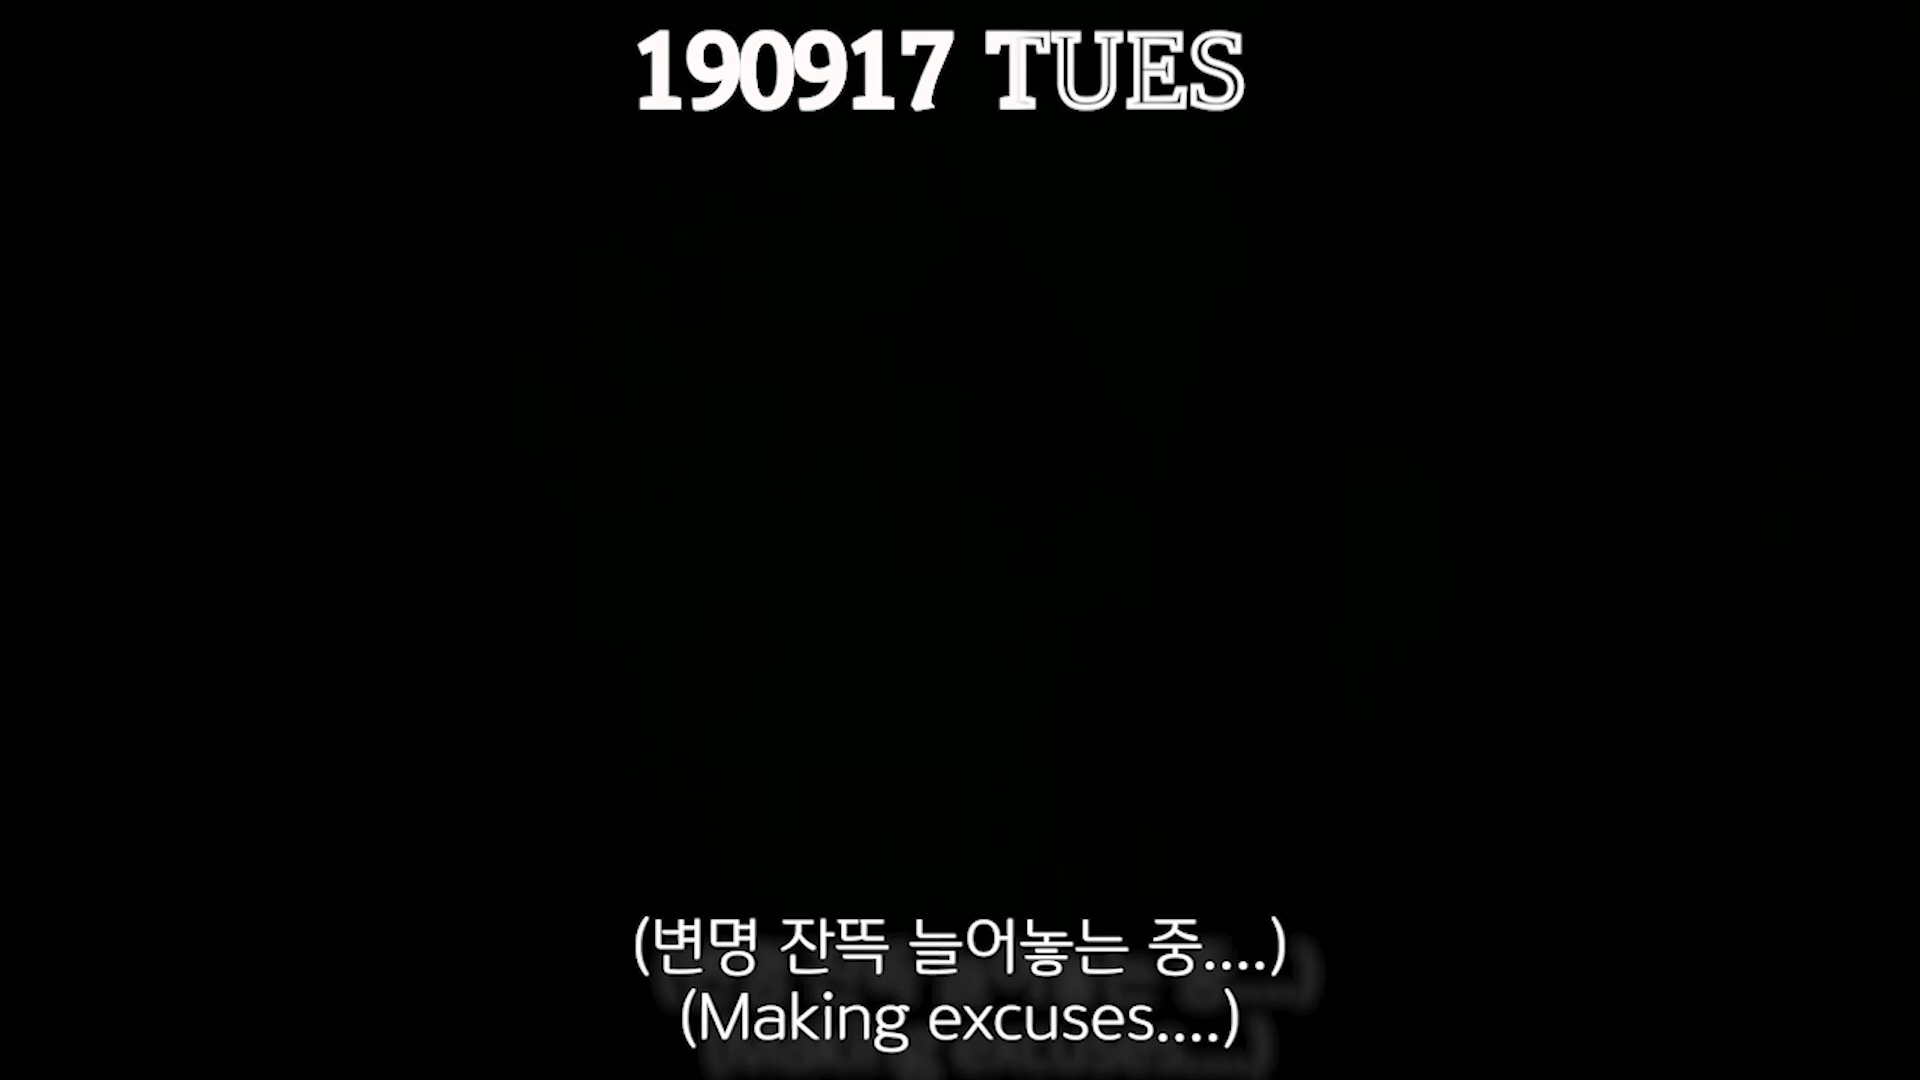 190917 TUES
(변명 잔뜩 늘어놓는 중....)
(Making excuses....)